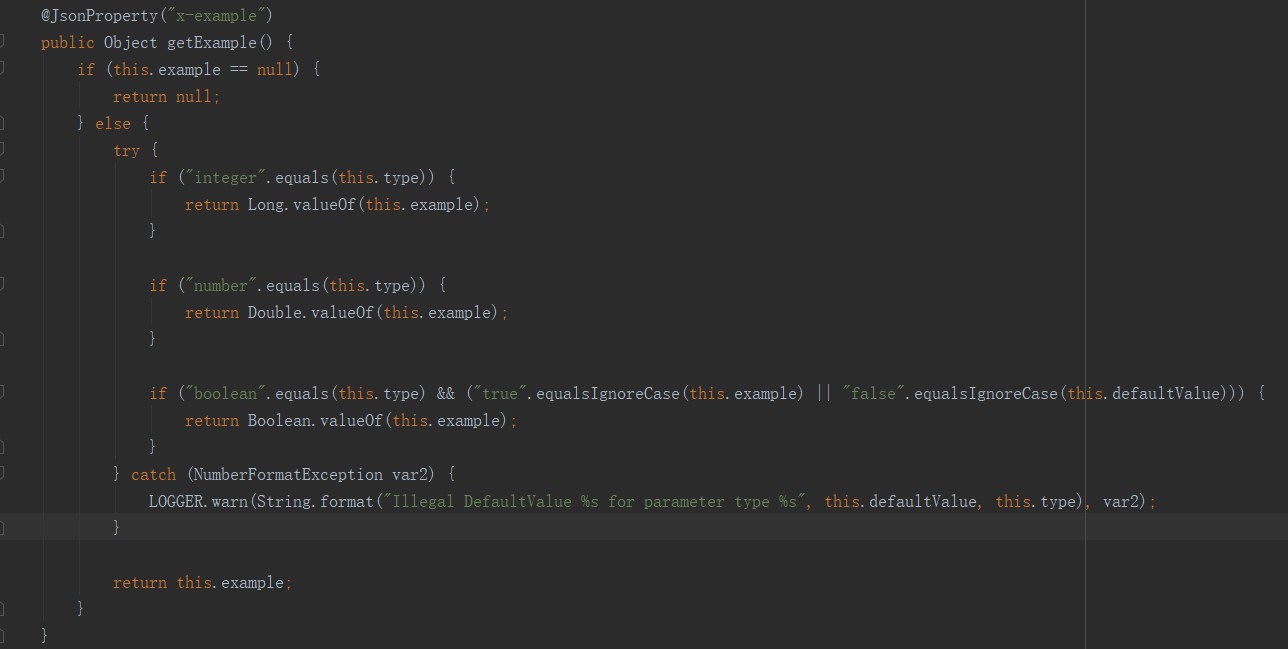 @JsonProperty("x-example")
public Object getExample() {
    if (this.example == null) {
        return null;
    } else {
        try {
            if ("integer".equals(this.type)) {
                return Long.valueOf(this.example);
            }

            if ("number".equals(this.type)) {
                return Double.valueOf(this.example);
            }

            if ("boolean".equals(this.type) && ("true".equalsIgnoreCase(this.example) || "false".equalsIgnoreCase(this.defaultValue))) {
                return Boolean.valueOf(this.example);
            }
        } catch (NumberFormatException var2) {
            LOGGER.warn(String.format("Illegal DefaultValue %s for parameter type %s", this.defaultValue, this.type), var2);
        }

        return this.example;
    }
}